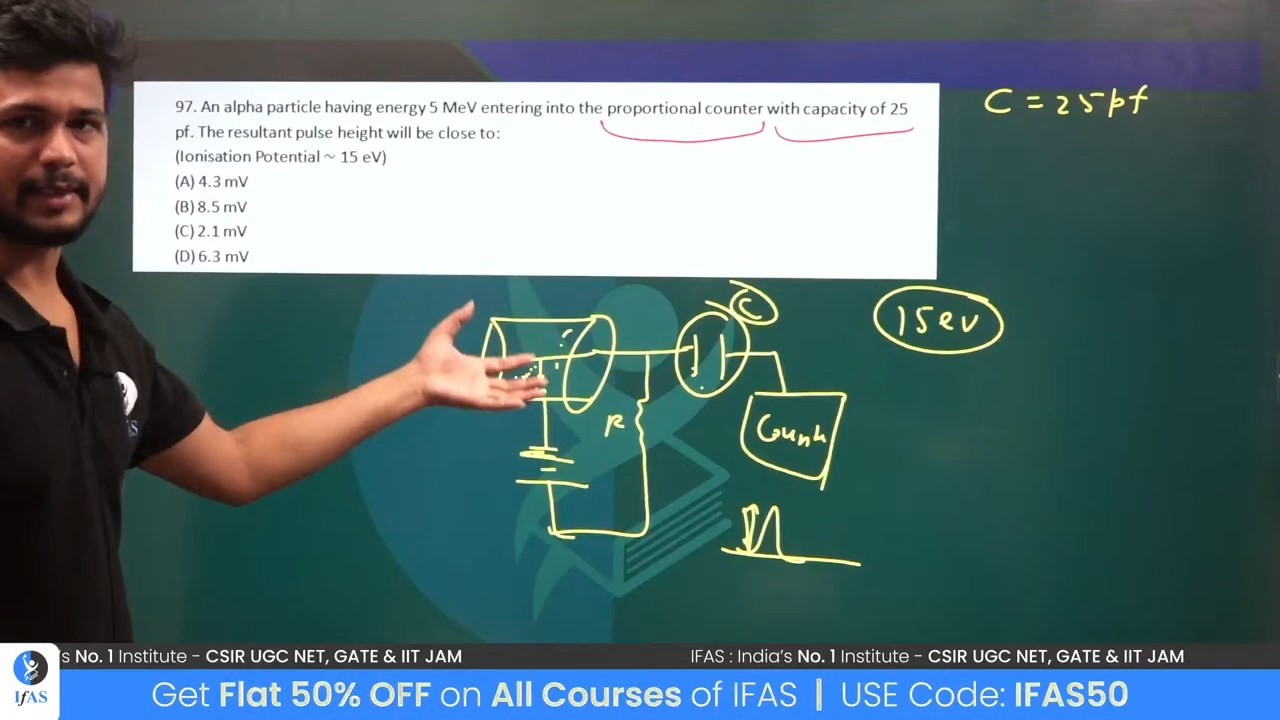 97. An alpha particle having energy 5 MeV entering into the proportional counter with capacity of 25
pf. The resultant pulse height will be close to:
(Ionisation Potential ~ 15 eV)
(A) 4.3 mV
(B) 8.5 mV
(C) 2.1 mV
(D) 6.3 mV
C = 25 pf
C
15 ev
R
IFAS
's No. 1 Institute - CSIR UGC NET, GATE & IIT JAM
IFAS : India's No. 1 Institute - CSIR UGC NET, GATE & IIT JAM
IfAS
Get Flat 50% OFF on All Courses of IFAS | USE Code: IFAS50